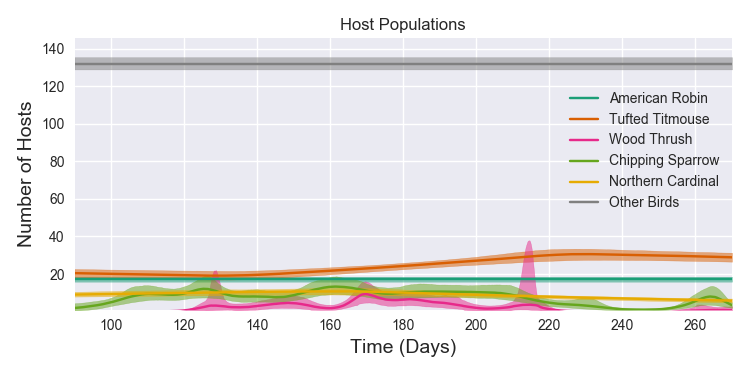 Host Populations
140
120
100
80
60
40
20
Number of Hosts
American Robin
Tufted Titmouse
Wood Thrush
Chipping Sparrow
Northern Cardinal
Other Birds
100 120 140 160 180 200 220 240 260
Time (Days)